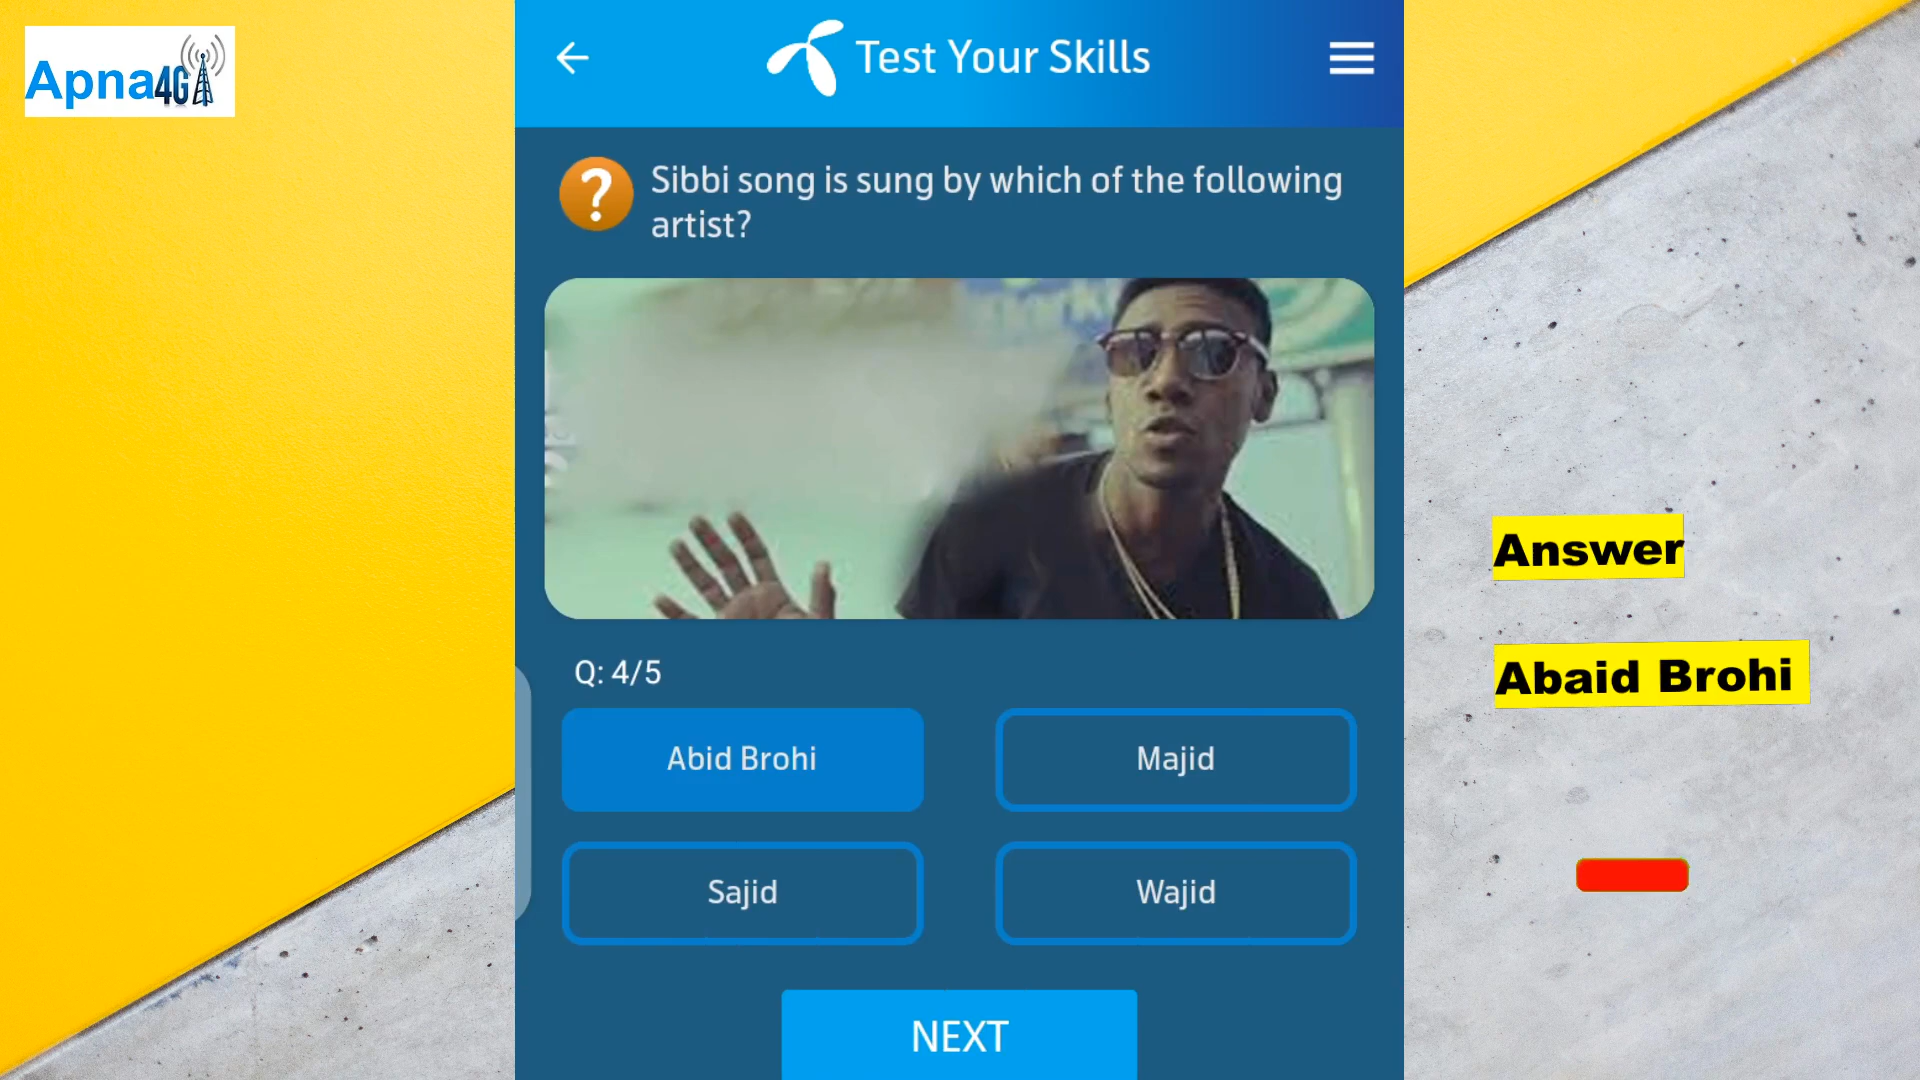 Apna4G
Test Your Skills
Sibbi song is sung by which of the following
artist?
Q: 4/5
Abid Brohi
Majid
Sajid
Wajid
NEXT
Answer
Abaid Brohi